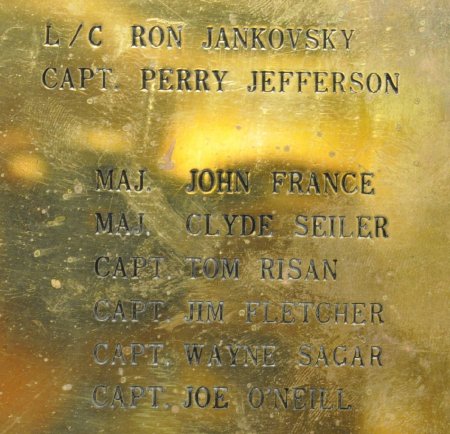 L/C RON JANKOVSKY
CAPT. PERRY JEFFERSON
MAJ. JOHN FRANCE
MAJ. CLYDE SEILER
CAPT. TOM RISAN
CAPT. JIM FLETCHER
CAPT. WAYNE SAGAR
CAPT. JOE O'NEILL